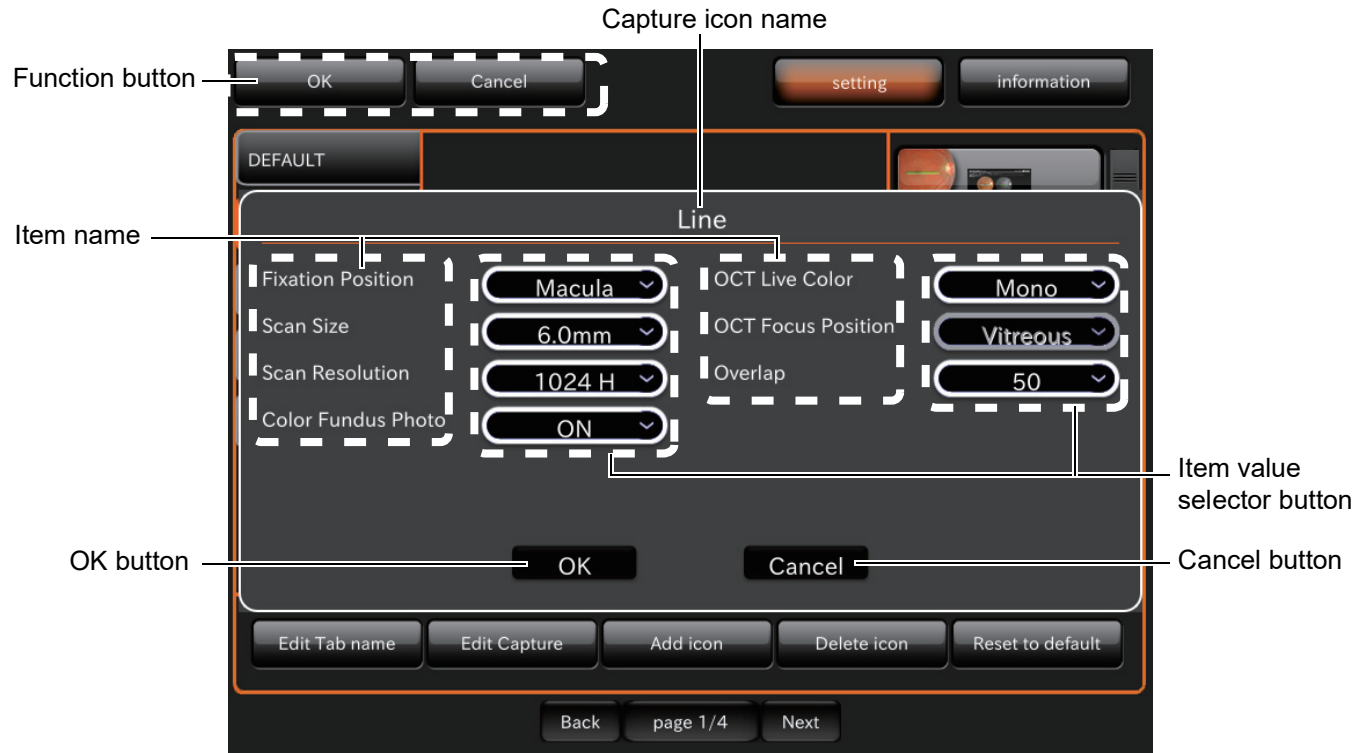 Capture icon name
Function button
OK
Cancel
setting
information
DEFAULT
Line
Item name
Fixation Position
Macula
OCT Live Color
Mono
Scan Size
6.0mm
OCT Focus Position
Vitreous
Scan Resolution
1024 H
Overlap
50
Color Fundus Photo
ON
Item value
selector button
OK button
OK
Cancel
Cancel button
Edit Tab name
Edit Capture
Add icon
Delete icon
Reset to default
Back
page 1/4
Next